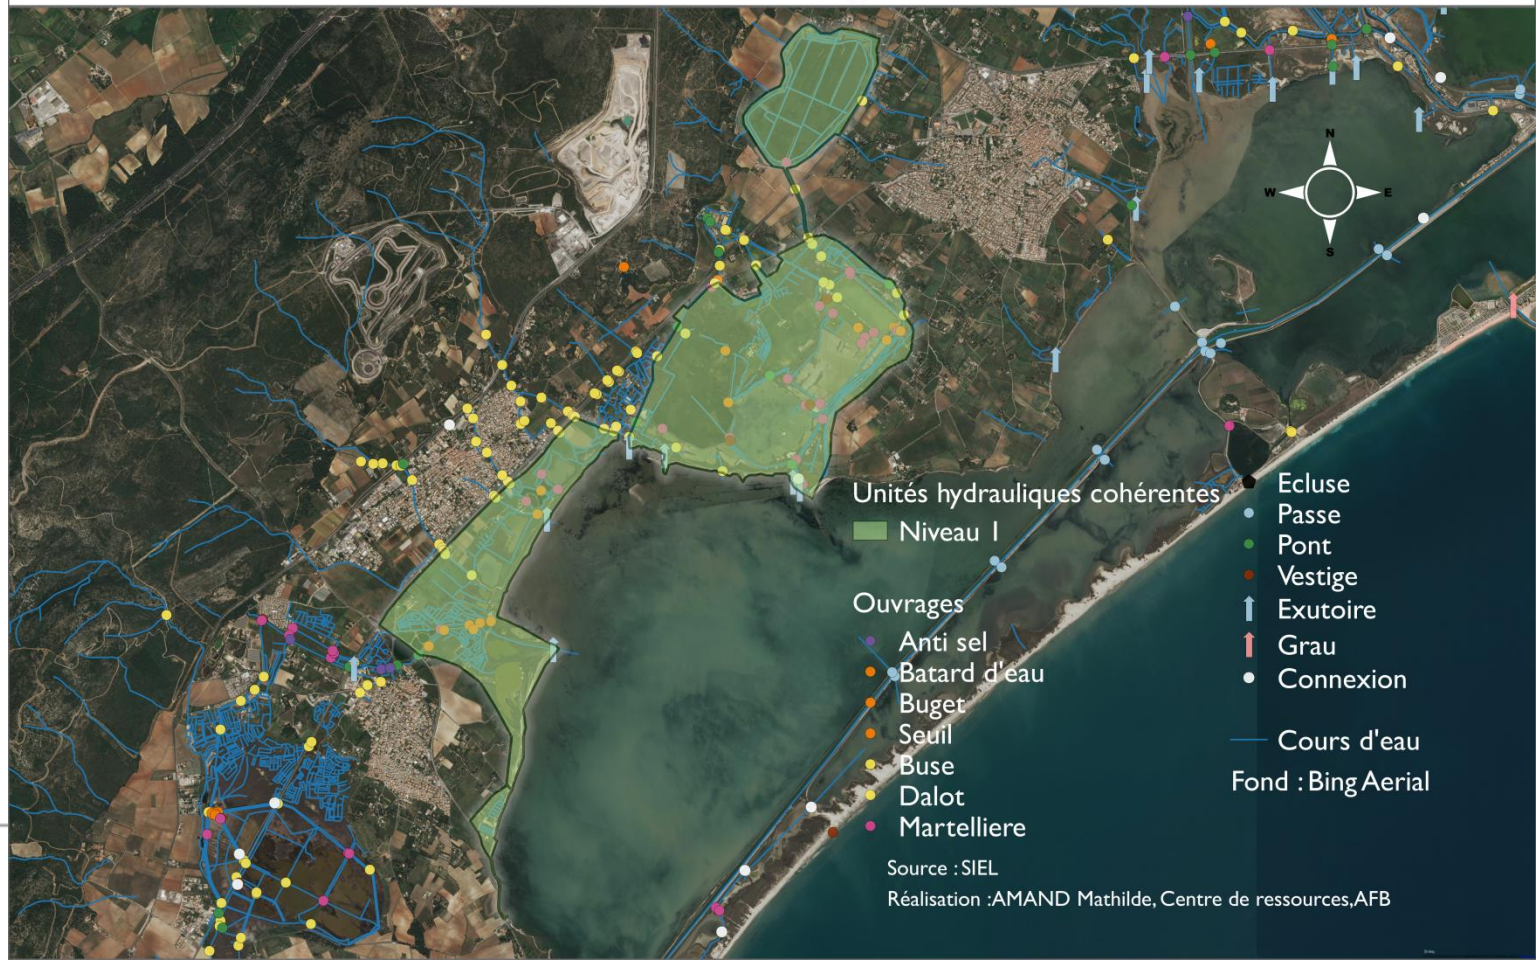 N
W
E
S
Unités hydrauliques cohérentes
Niveau 1
Ouvrages
Anti sel
Batard d'eau
Buget
Seuil
Buse
Dalot
Martelliere
Ecluse
Passe
Pont
Vestige
Exutoire
Grau
Connexion
Cours d'eau
Fond : Bing Aerial
Source : SIEL
Réalisation :AMAND Mathilde, Centre de ressources,AFB